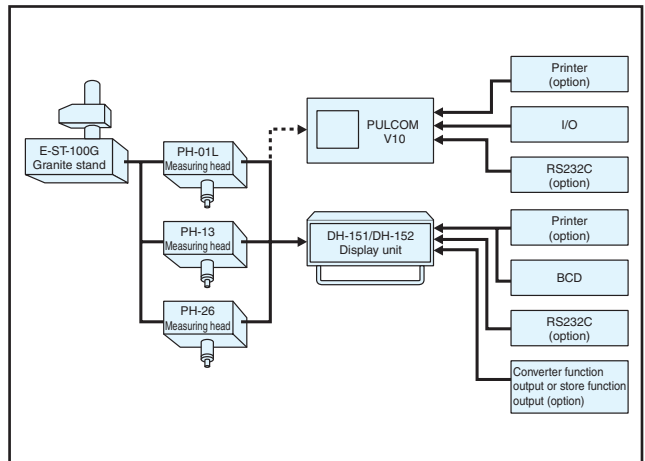 E-ST-100G
Granite stand
PH-01L
Measuring head
PH-13
Measuring head
PH-26
Measuring head
PULCOM
V10
DH-151/DH-152
Display unit
Printer
(option)
I/O
RS232C
(option)
Printer
(option)
BCD
RS232C
(option)
Converter function
output or store function
output (option)